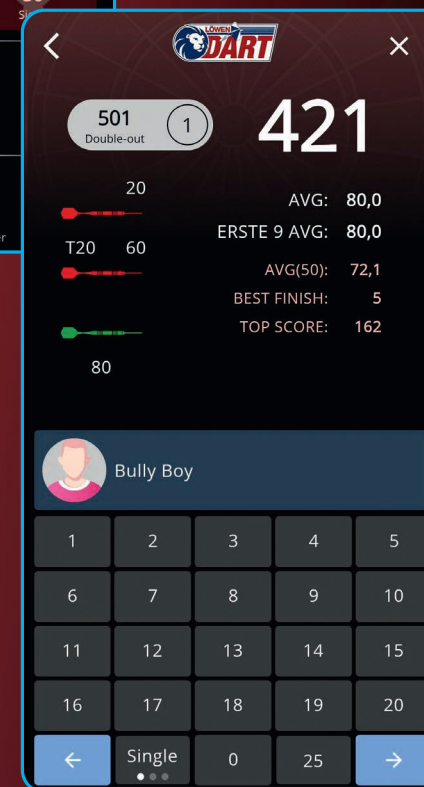 LÖWEN
DART
501
Double-out
1
421
20
T20 60
80
AVG: 80,0
ERSTE 9 AVG: 80,0
AVG(50): 72,1
BEST FINISH: 5
TOP SCORE: 162
Bully Boy
1 2 3 4 5
6 7 8 9 10
11 12 13 14 15
16 17 18 19 20
Single 0 25